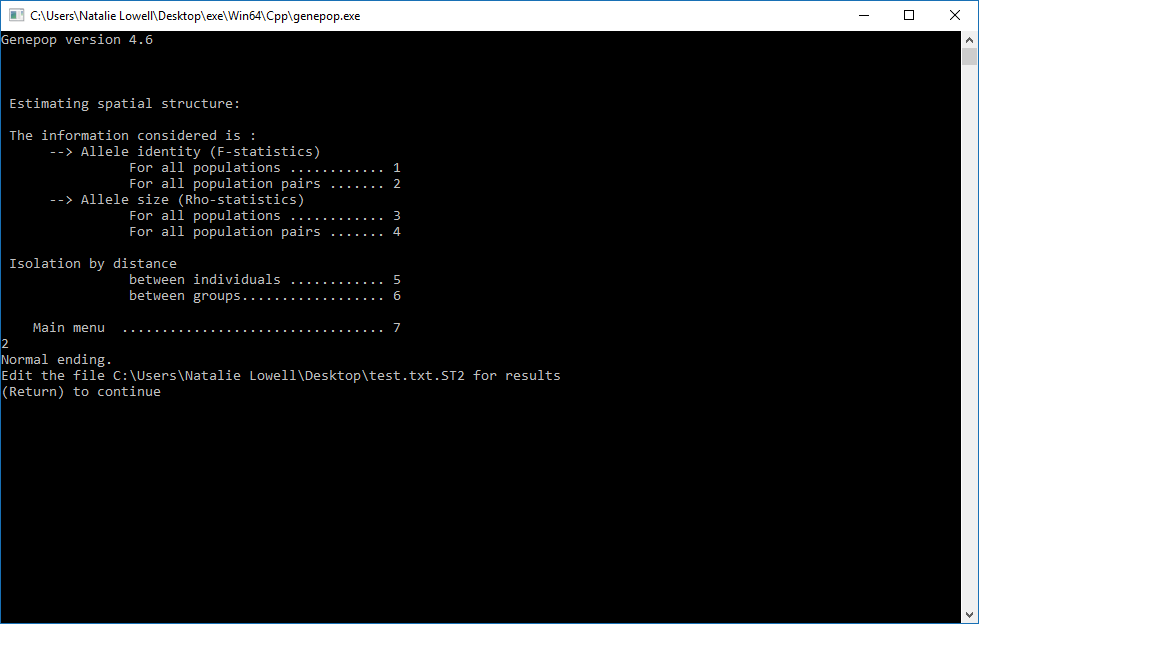 C:\Users\Natalie Lowell\Desktop\exe\Win64\Cpp\genepop.exe
Genepop version 4.6
Estimating spatial structure:
The information considered is :
--> Allele identity (F-statistics)
For all populations ............ 1
For all population pairs ....... 2
--> Allele size (Rho-statistics)
For all populations ............ 3
For all population pairs ....... 4
Isolation by distance
between individuals ............ 5
between groups.................. 6
Main menu  ................................. 7
2
Normal ending.
Edit the file C:\Users\Natalie Lowell\Desktop\test.txt.ST2 for results
(Return) to continue